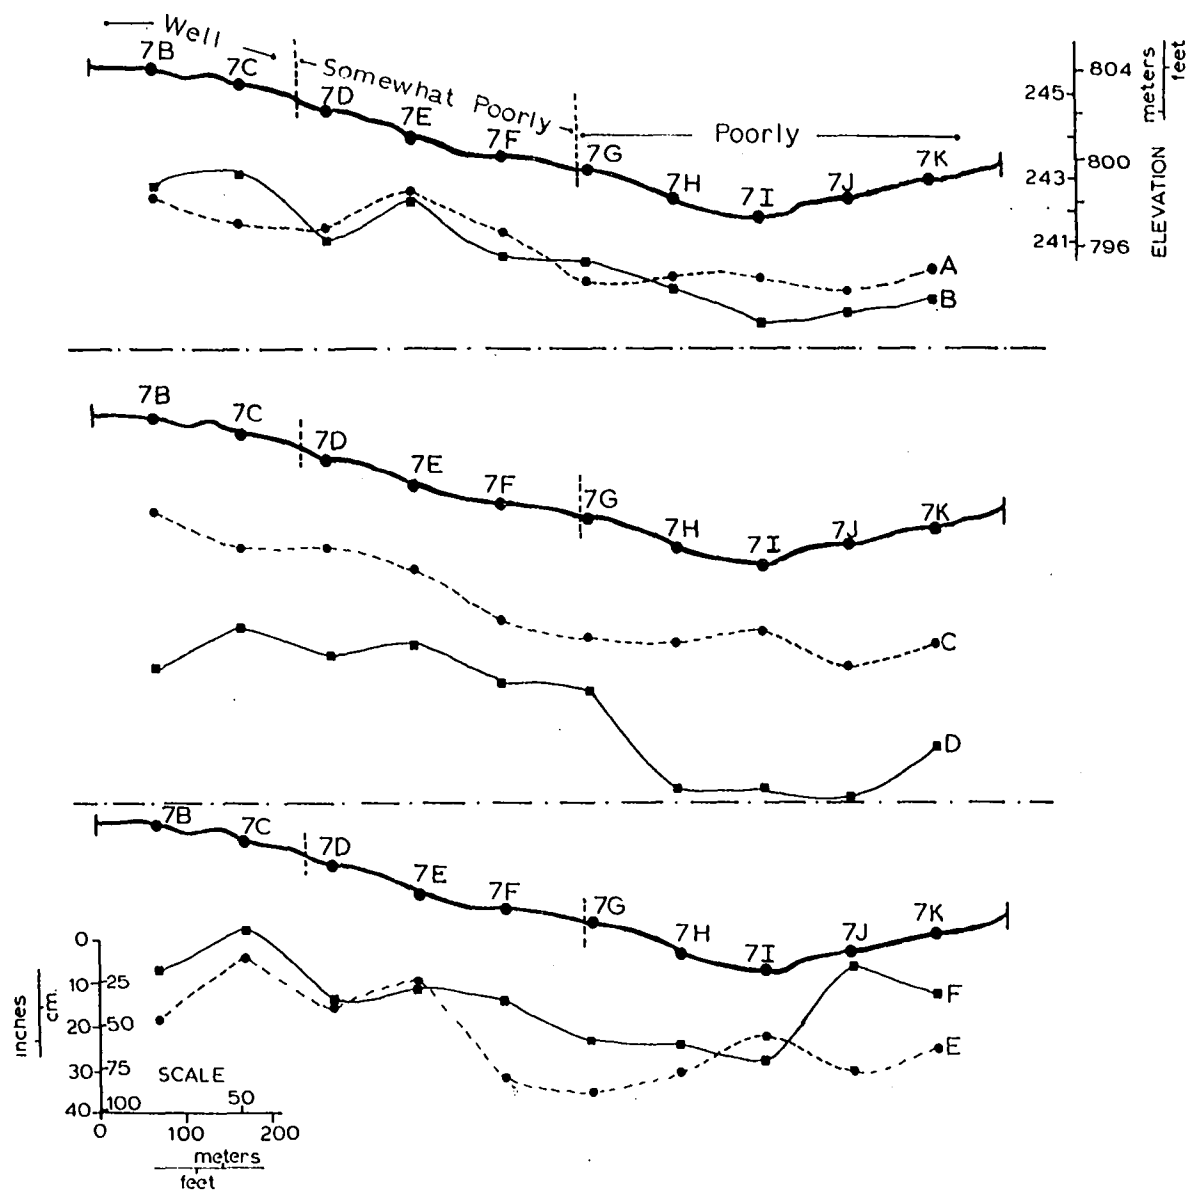 Well
7B
7C
Somewhat Poorly
7D
7E
7F
Poorly
7G
7H
7I
7J
7K
A
B
804
245
800
243
241
796
ELEVATION
meters
feet
7B
7C
7D
7E
7F
7G
7H
7I
7J
7K
C
D
7B
7C
7D
7E
7F
7G
7H
7I
7J
7K
F
E
0
10 25
20 50
30 75
40 100
inches
cm.
SCALE
50
0 100 200
meters
feet